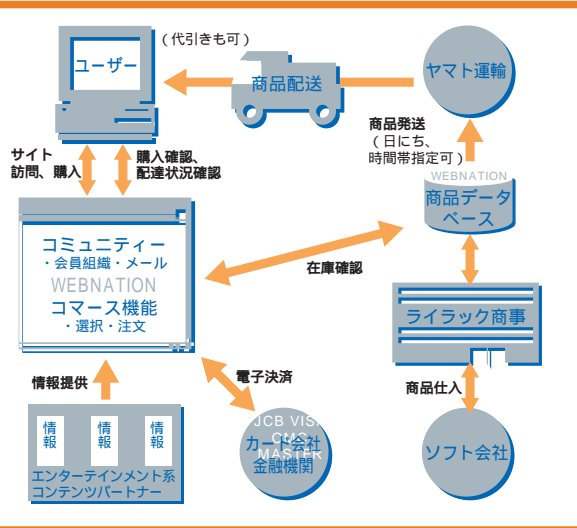 （代引きも可）
ユーザー
商品配送
ヤマト運輸
商品発送
（日にち、
時間帯指定可）
サイト
訪問、購入
購入確認、
配達状況確認
WEBNATION
商品データ
ベース
コミュニティー
・会員組織・メール
WEBNATION
コマース機能
・選択・注文
在庫確認
ライラック商事
情報提供
電子決済
商品仕入
情報
情報
情報
エンターテインメント系
コンテンツパートナー
JCB VISA
CMC
MASTER
カード会社
金融機関
ソフト会社